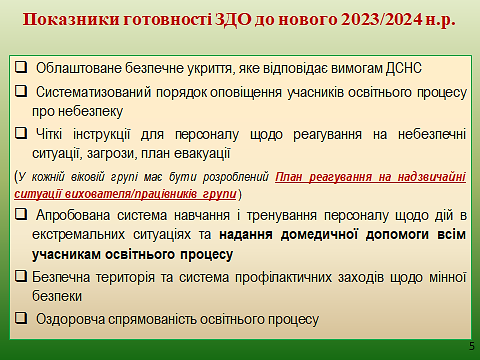 Показники готовності ЗДО до нового 2023/2024 н.р.
Облаштоване безпечне укриття, яке відповідає вимогам ДСНС
Систематизований порядок оповіщення учасників освітнього процесу
про небезпеку
Чіткі інструкції для персоналу щодо реагування на небезпечні
ситуації, загрози, план евакуації
(У кожній віковій групі має бути розроблений План реагування на надзвичайні
ситуації вихователя/працівників групи)
Апробована система навчання і тренування персоналу щодо дій в
екстремальних ситуаціях та надання домедичної допомоги всім
учасникам освітнього процесу
Безпечна територія та система профілактичних заходів щодо мінної
безпеки
Оздоровча спрямованість освітнього процесу
5